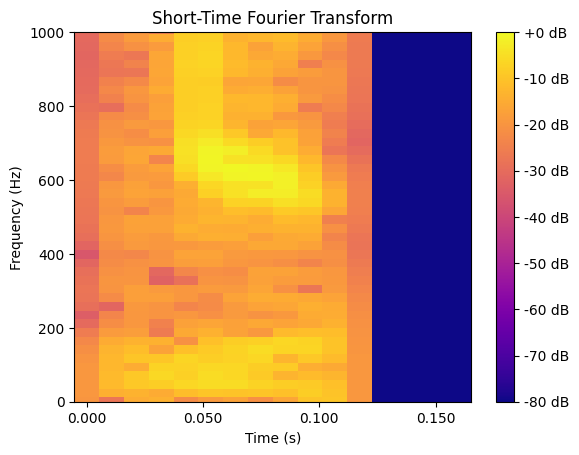 Short-Time Fourier Transform
1000
800
600
400
200
0
Frequency (Hz)
0.000
0.050
0.100
0.150
Time (s)
+0 dB
-10 dB
-20 dB
-30 dB
-40 dB
-50 dB
-60 dB
-70 dB
-80 dB